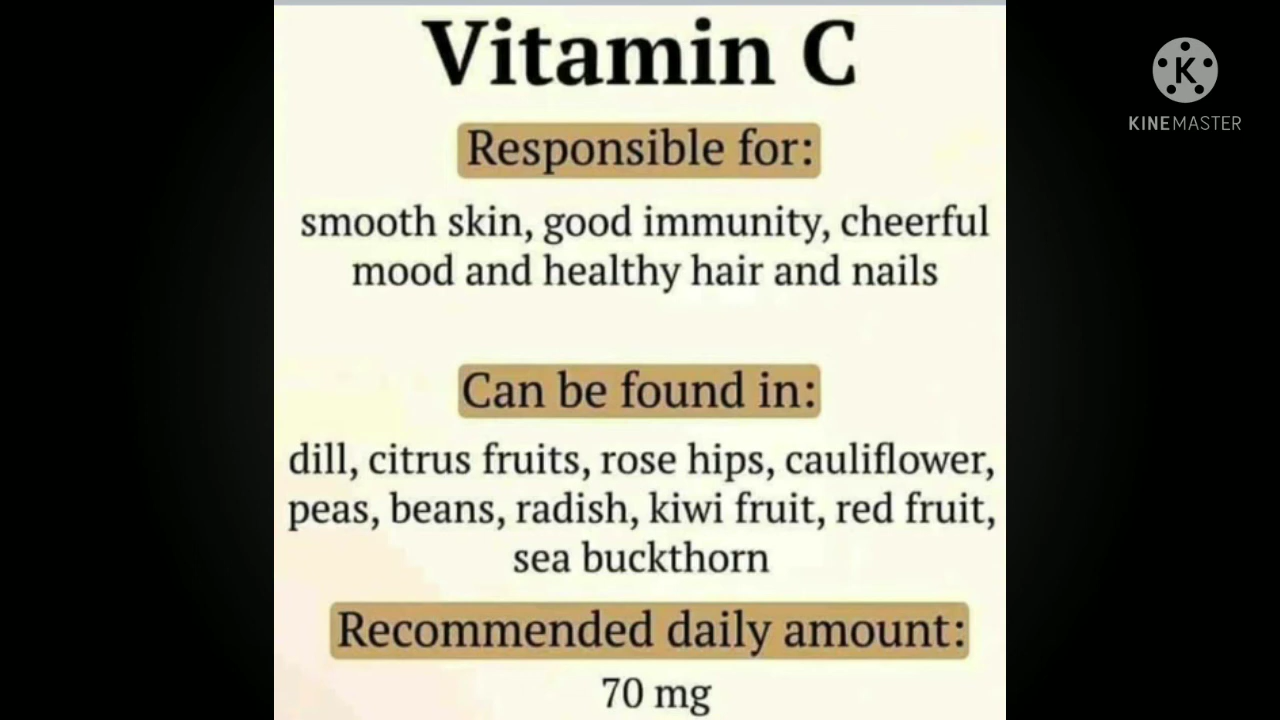 Vitamin C
K
KINEMASTER
Responsible for:
smooth skin, good immunity, cheerful
mood and healthy hair and nails
Can be found in:
dill, citrus fruits, rose hips, cauliflower,
peas, beans, radish, kiwi fruit, red fruit,
sea buckthorn
Recommended daily amount:
70 mg